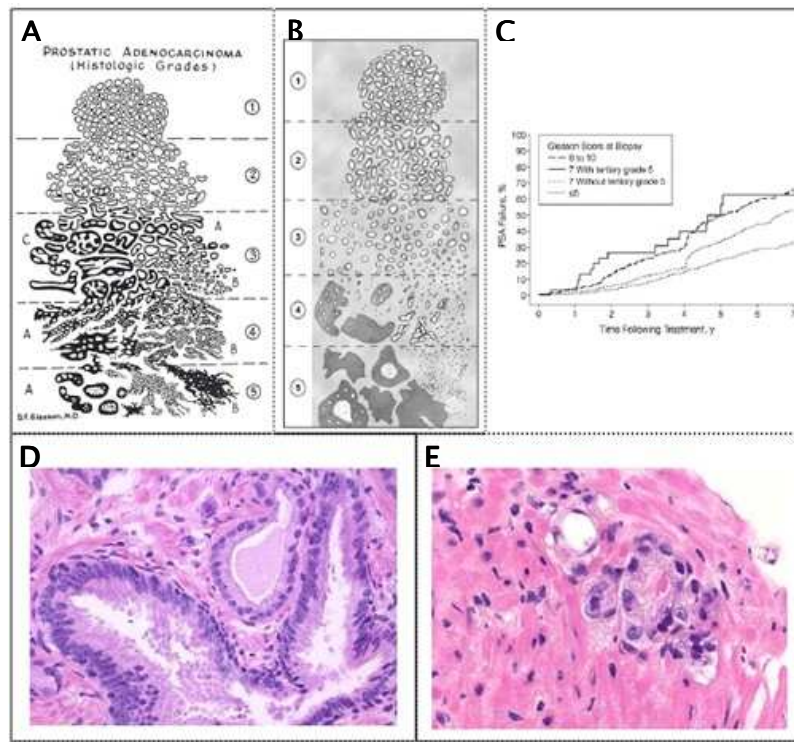 A
PROSTATIC ADENOCARCINOMA
(Histologic Grades)
1
2
A
C
3
B
A
4
B
A
5
B
D.F. Gleason, M.D.
B
1
2
3
4
5
C
Gleason Score at Biopsy
8 to 10
7 With tertiary grade 5
7 Without tertiary grade 5
≤6
PSA Failure, %
100
90
80
70
60
50
40
30
20
10
0
0 1 2 3 4 5 6 7
Time Following Treatment, y
D
E